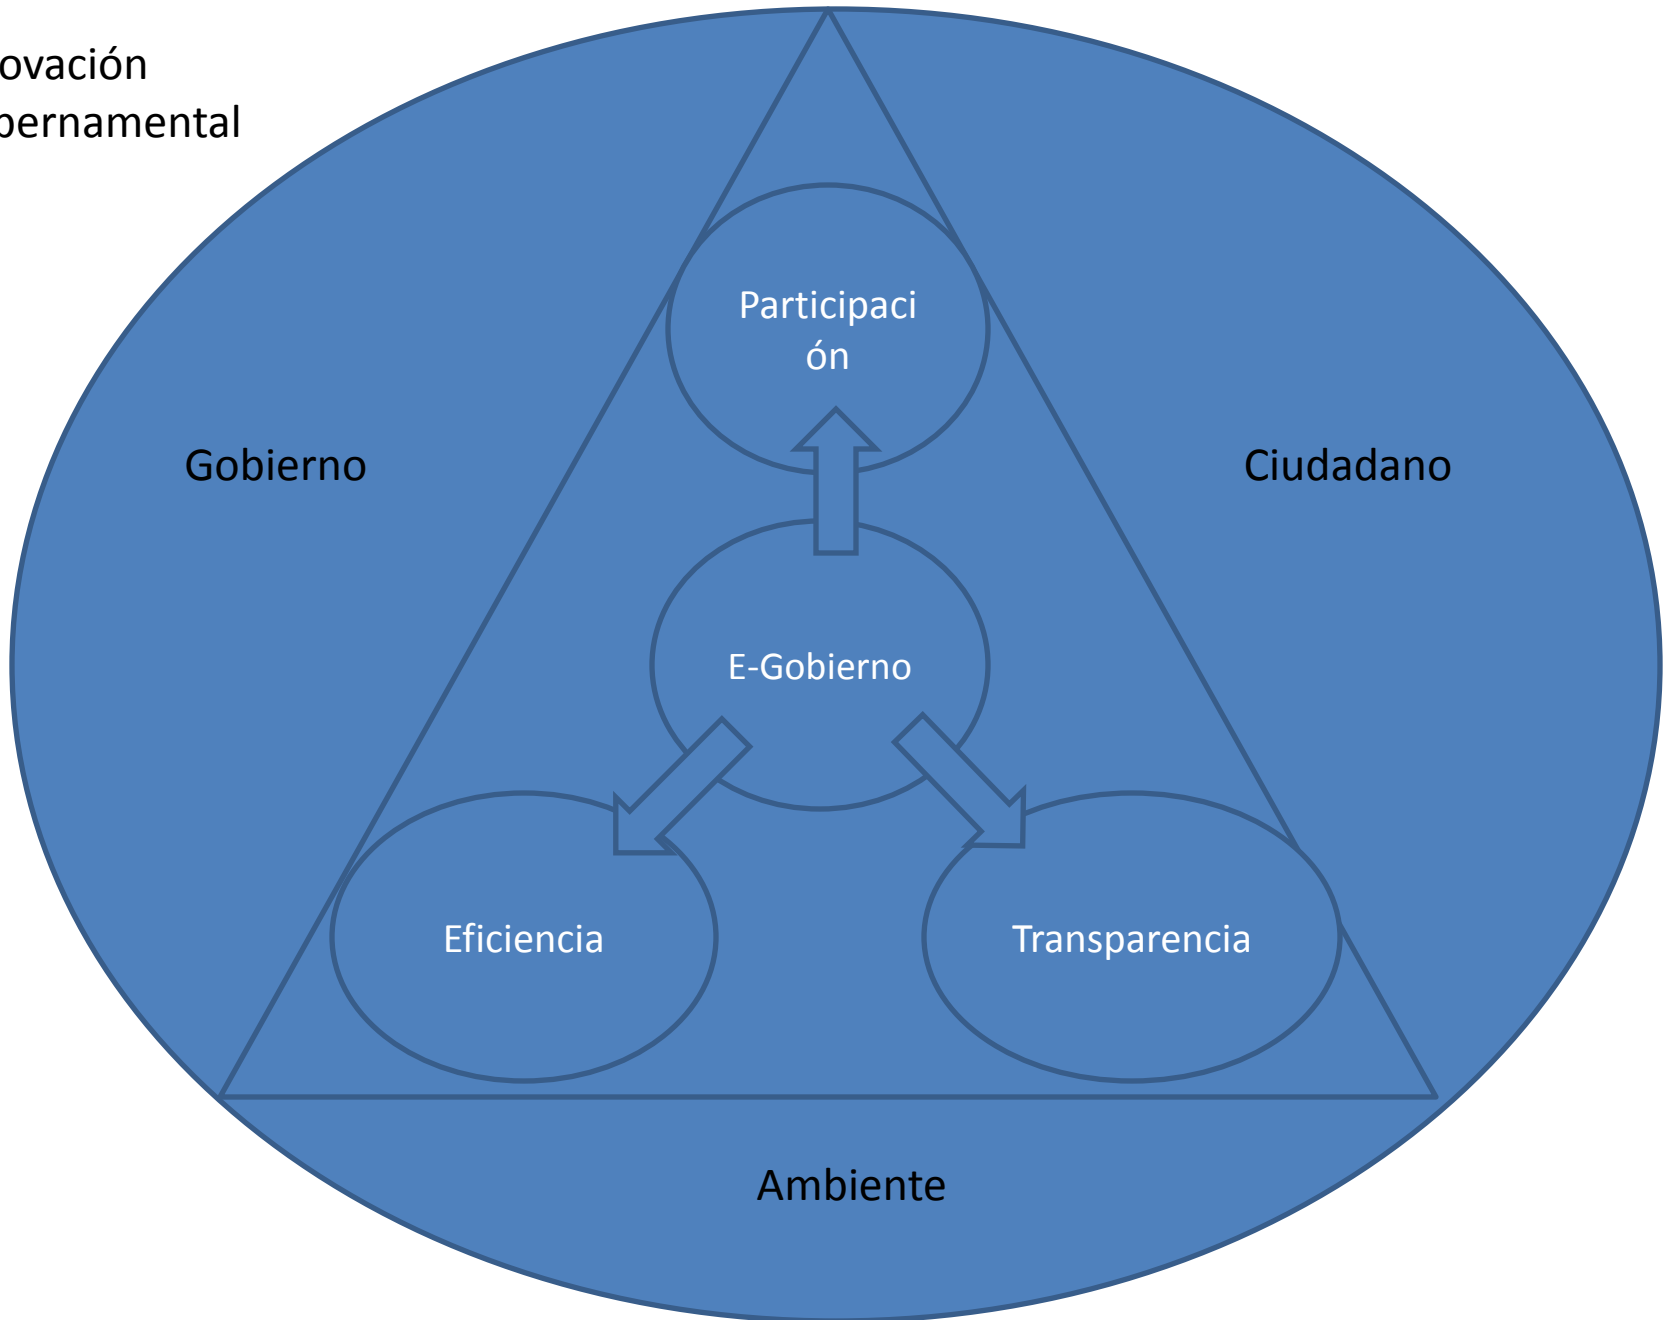 ovación
bernamental
Participaci
ón
Gobierno
Ciudadano
E-Gobierno
Eficiencia
Transparencia
Ambiente